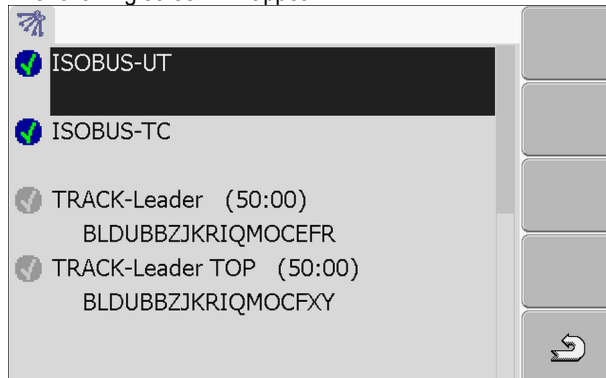 ISOBUS-UT
ISOBUS-TC
TRACK-Leader (50:00)
BLDUBBZJKRIQMOCEFR
TRACK-Leader TOP (50:00)
BLDUBBZJKRIQMOCFXY